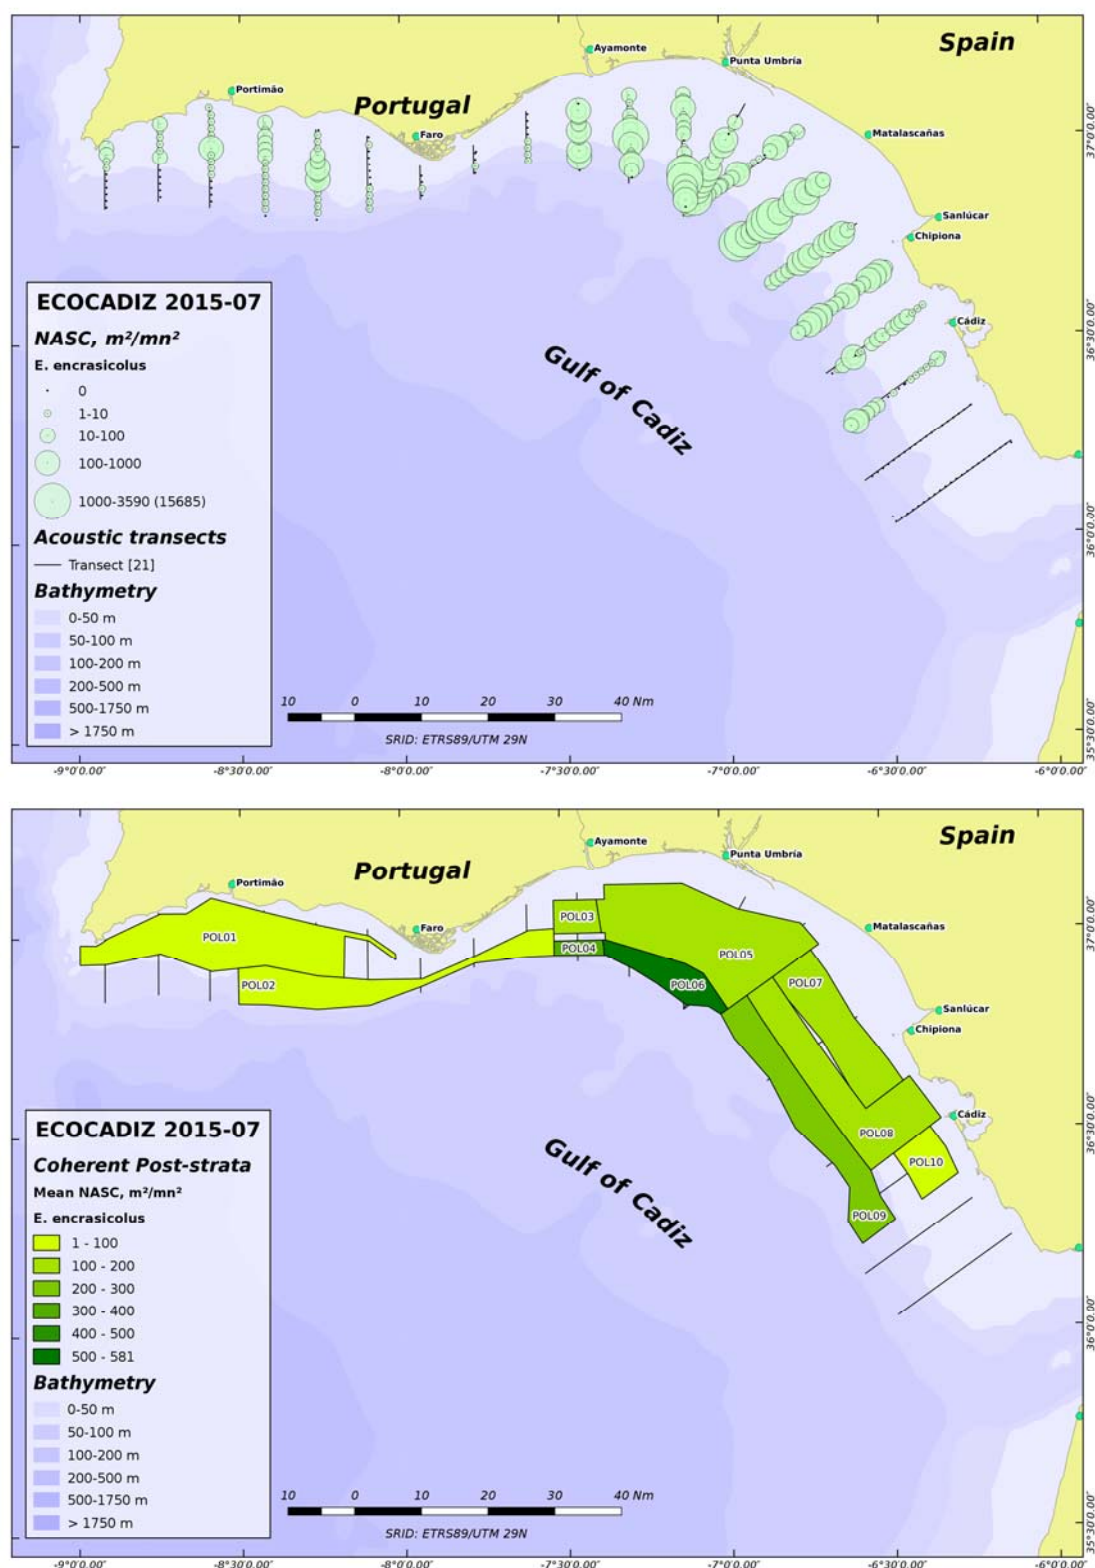 Spain
Ayamonte
Punta Umbría
Portimão
Portugal
Faro
Matalascañas
37°0'0.00"
Sanlúcar
Chipiona
ECOCADIZ 2015-07
NASC, m²/mn²
E. encrasicolus
0
1-10
10-100
100-1000
1000-3590 (15685)
Acoustic transects
Transect [21]
Bathymetry
0-50 m
50-100 m
100-200 m
200-500 m
500-1750 m
> 1750 m
Cádiz
36°30'0.00"
Gulf of Cadiz
36°0'0.00"
10 0 10 20 30 40 Nm
SRID: ETRS89/UTM 29N
35°30'0.00"
-9°0'0.00" -8°30'0.00" -8°0'0.00" -7°30'0.00" -7°0'0.00" -6°30'0.00" -6°0'0.00"
Spain
Ayamonte
Punta Umbría
Portimão
Portugal
Faro
Matalascañas
37°0'0.00"
POL01
POL02
POL03
POL04
POL05
POL06
POL07
Sanlúcar
Chipiona
Cádiz
36°30'0.00"
POL08
POL10
POL09
ECOCADIZ 2015-07
Coherent Post-strata
Mean NASC, m²/mn²
E. encrasicolus
1 - 100
100 - 200
200 - 300
300 - 400
400 - 500
500 - 581
Bathymetry
0-50 m
50-100 m
100-200 m
200-500 m
500-1750 m
> 1750 m
Gulf of Cadiz
36°0'0.00"
10 0 10 20 30 40 Nm
SRID: ETRS89/UTM 29N
35°30'0.00"
-9°0'0.00" -8°30'0.00" -8°0'0.00" -7°30'0.00" -7°0'0.00" -6°30'0.00" -6°0'0.00"